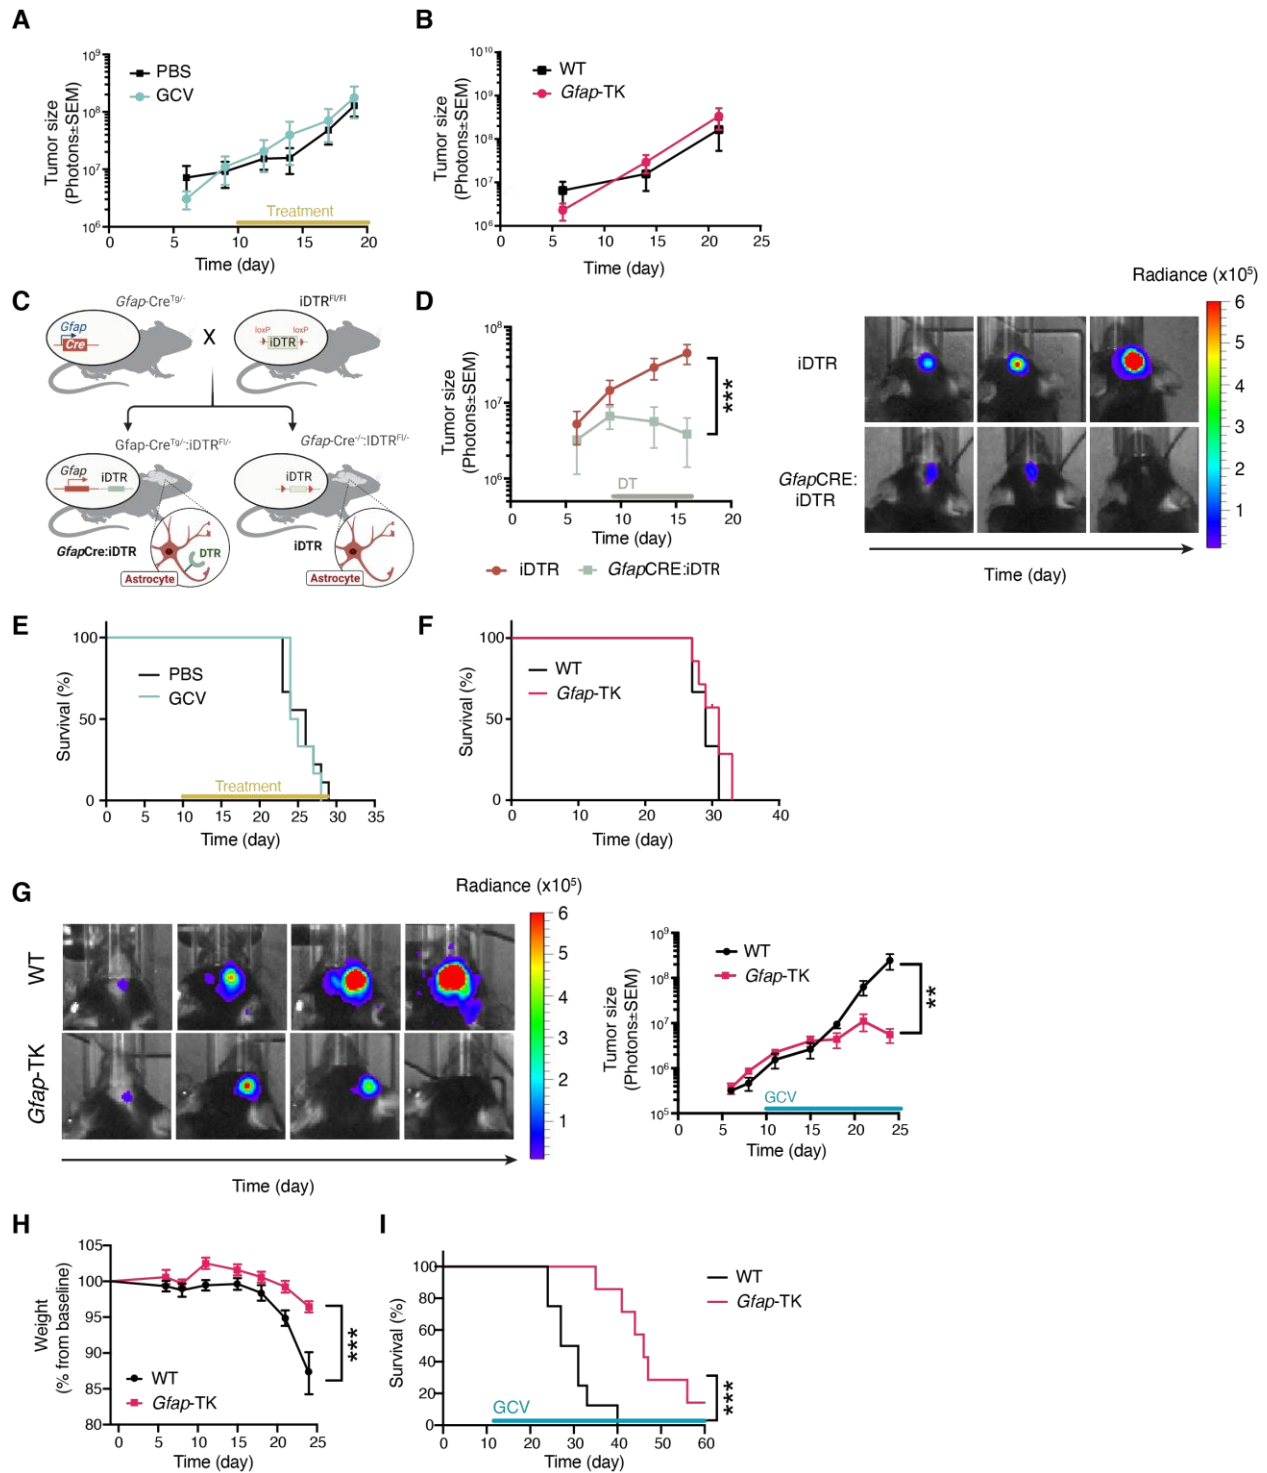 A
Tumor size
(Photons±SEM)
10⁹
10⁸
10⁷
10⁶
PBS
GCV
Treatment
0 5 10 15 20
Time (day)
B
Tumor size
(Photons±SEM)
10¹⁰
10⁹
10⁸
10⁷
10⁶
WT
Gfap-TK
0 5 10 15 20 25
Time (day)
C
Gfap-CreTg/-
iDTRFl/Fl
Gfap
Cre
X
loxP loxP
iDTR
Gfap-CreTg/-:iDTRFl/-
Gfap-Cre-/-:IDTRFl/-
Gfap iDTR
iDTR
GfapCre:iDTR
DTR
Astrocyte
iDTR
Astrocyte
D
Tumor size
(Photons±SEM)
10⁸
10⁷
10⁶
***
DT
0 5 10 15 20
Time (day)
iDTR GfapCRE:iDTR
Radiance (x10⁵)
iDTR
GfapCRE:
iDTR
6
5
4
3
2
1
Time (day)
E
Survival (%)
100
50
0
PBS
GCV
Treatment
0 5 10 15 20 25 30 35
Time (day)
F
Survival (%)
100
50
0
WT
Gfap-TK
0 10 20 30 40
Time (day)
G
Radiance (x10⁵)
WT
Gfap-TK
6
5
4
3
2
1
Time (day)
Tumor size
(Photons±SEM)
10⁹
10⁸
10⁷
10⁶
10⁵
WT
Gfap-TK
**
GCV
0 5 10 15 20 25
Time (day)
H
Weight
(% from baseline)
105
100
95
90
85
80
WT
Gfap-TK
***
0 5 10 15 20 25
Time (day)
I
Survival (%)
100
80
60
40
20
0
WT
Gfap-TK
***
GCV
0 10 20 30 40 50 60
Time (day)